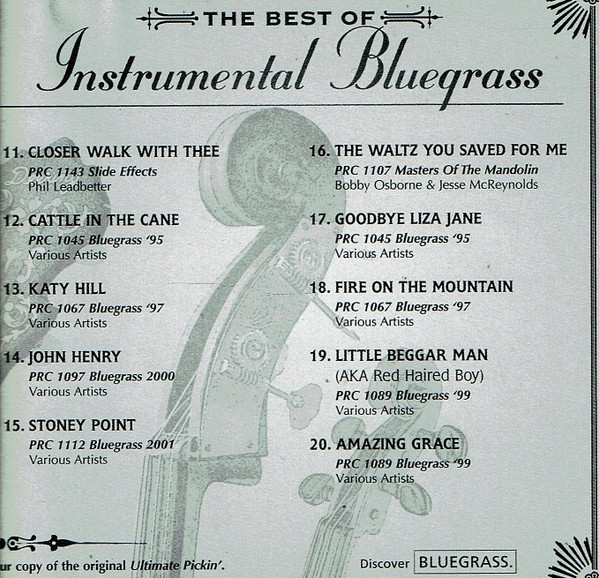 THE BEST OF
Instrumental Bluegrass
11. CLOSER WALK WITH THEE
PRC 1143 Slide Effects
Phil Leadbetter
12. CATTLE IN THE CANE
PRC 1045 Bluegrass '95
Various Artists
13. KATY HILL
PRC 1067 Bluegrass '97
Various Artists
14. JOHN HENRY
PRC 1097 Bluegrass 2000
Various Artists
15. STONEY POINT
PRC 1112 Bluegrass 2001
Various Artists
16. THE WALTZ YOU SAVED FOR ME
PRC 1107 Masters Of The Mandolin
Bobby Osborne & Jesse McReynolds
17. GOODBYE LIZA JANE
PRC 1045 Bluegrass '95
Various Artists
18. FIRE ON THE MOUNTAIN
PRC 1067 Bluegrass '97
Various Artists
19. LITTLE BEGGAR MAN
(AKA Red Haired Boy)
PRC 1089 Bluegrass '99
Various Artists
20. AMAZING GRACE
PRC 1089 Bluegrass '99
Various Artists
ur copy of the original Ultimate Pickin'.
Discover BLUEGRASS.